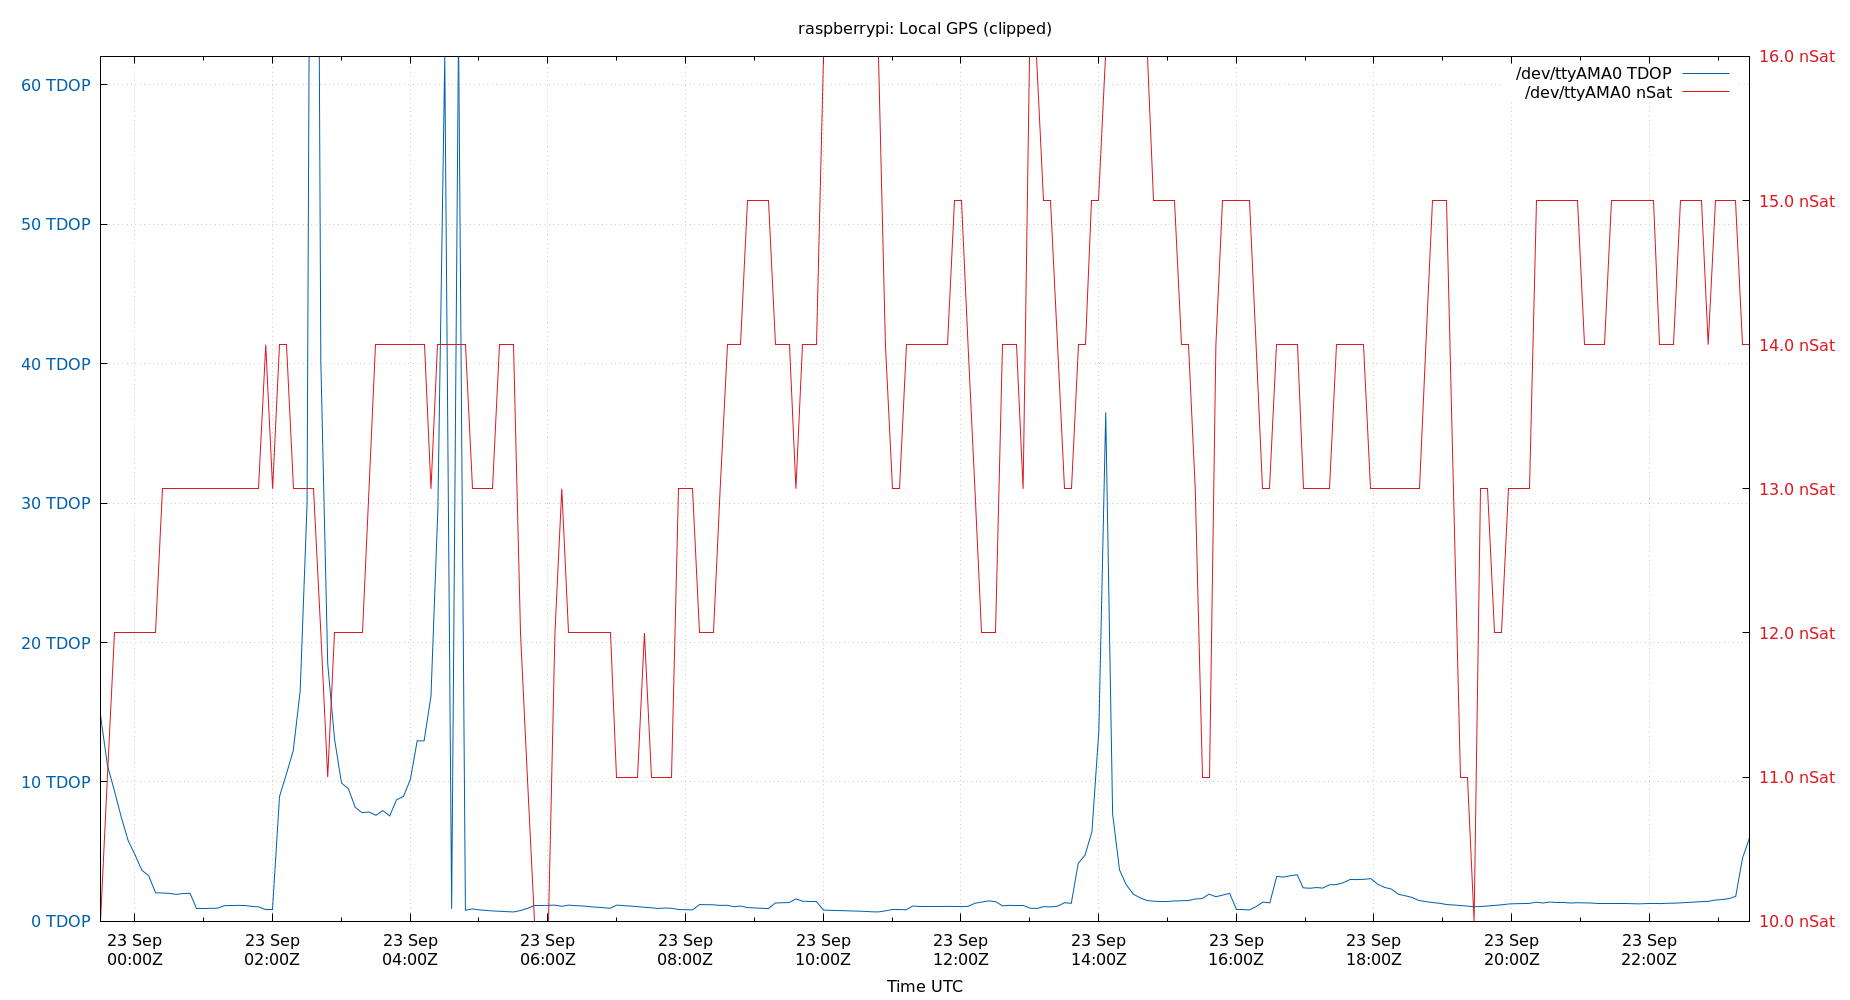 raspberrypi: Local GPS (clipped)
/dev/ttyAMA0 TDOP
/dev/ttyAMA0 nSat
60 TDOP
50 TDOP
40 TDOP
30 TDOP
20 TDOP
10 TDOP
0 TDOP
16.0 nSat
15.0 nSat
14.0 nSat
13.0 nSat
12.0 nSat
11.0 nSat
10.0 nSat
23 Sep
00:00Z
23 Sep
02:00Z
23 Sep
04:00Z
23 Sep
06:00Z
23 Sep
08:00Z
23 Sep
10:00Z
23 Sep
12:00Z
23 Sep
14:00Z
23 Sep
16:00Z
23 Sep
18:00Z
23 Sep
20:00Z
23 Sep
22:00Z
Time UTC